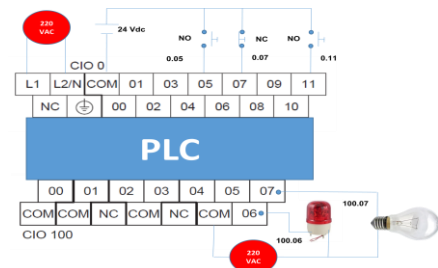 220
VAC
24 Vdc
NO
NC
NO
0.05
0.07
0.11
CIO 0
L1 L2/N COM 01 03 05 07 09 11
NC 00 02 04 06 08 10
PLC
00 01 02 03 04 05 07
COM COM NC COM NC COM 06
CIO 100
220
VAC
100.06
100.07